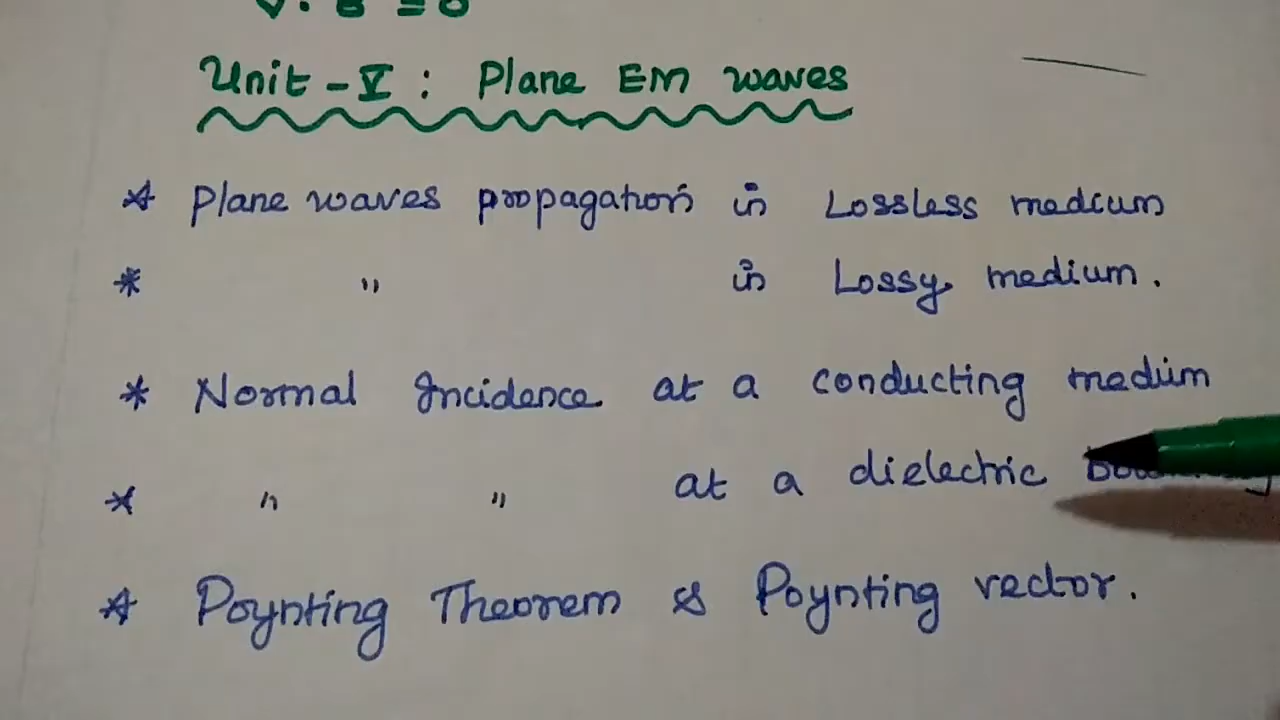 Unit - V : Plane EM waves
* Plane waves propagation in Lossless medium
* " in Lossy medium.
* Normal Incidence at a conducting medium
* " " at a dielectric
* Poynting Theorem & Poynting vector.